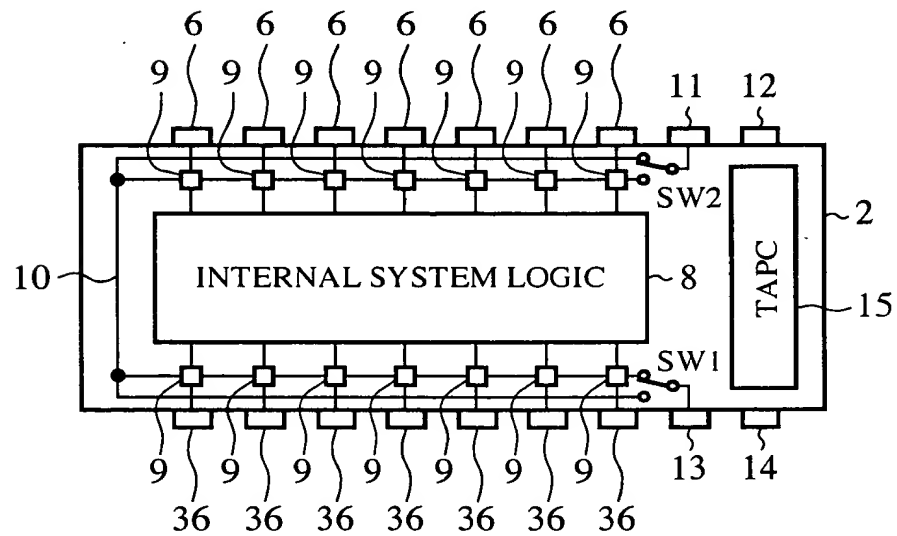 6 6 6 6 6 6 6
9 9 9 9 9 9 9 11 12
SW2
2
10 INTERNAL SYSTEM LOGIC 8 TAPC 15
SW1
9 9 9 9 9 9 9 13 14
36 36 36 36 36 36 36